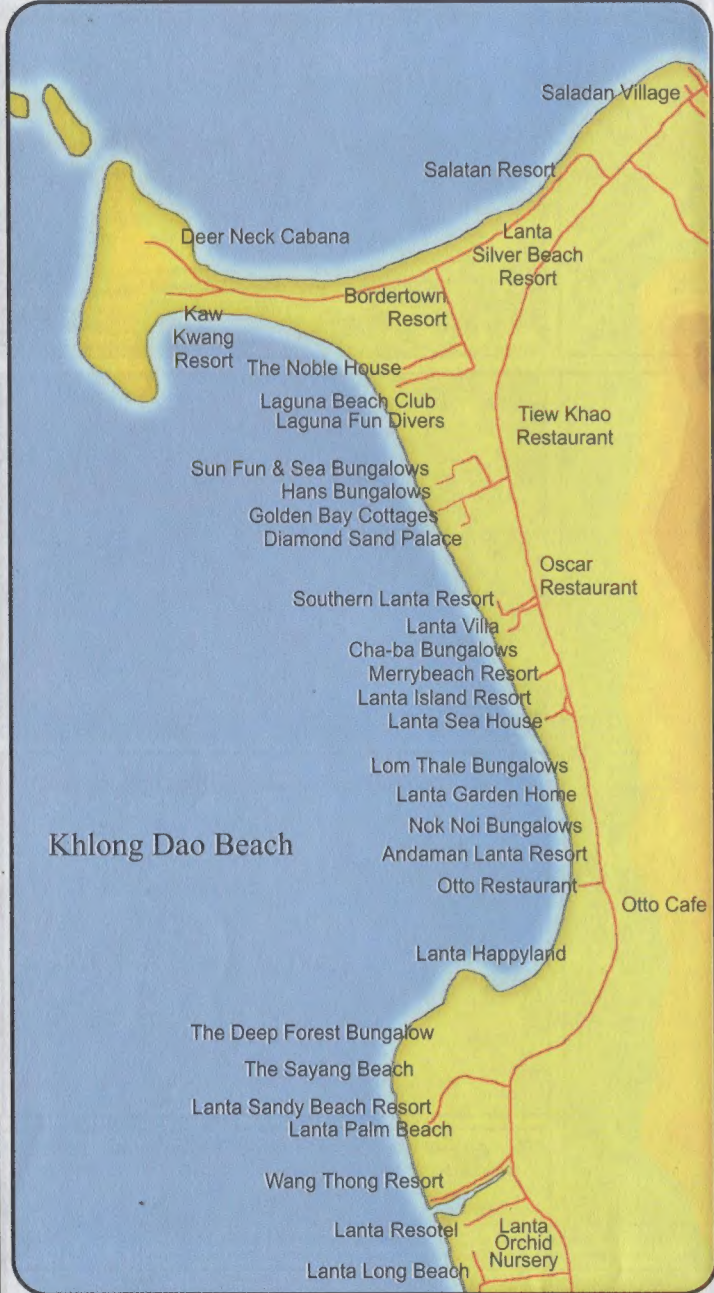 Saladan Village
Salatan Resort
Deer Neck Cabana
Lanta
Silver Beach
Resort
Bordertown
Resort
Kaw
Kwang
Resort
The Noble House
Laguna Beach Club
Laguna Fun Divers
Tiew Khao
Restaurant
Sun Fun & Sea Bungalows
Hans Bungalows
Golden Bay Cottages
Diamond Sand Palace
Oscar
Restaurant
Southern Lanta Resort
Lanta Villa
Cha-ba Bungalows
Merrybeach Resort
Lanta Island Resort
Lanta Sea House
Lom Thale Bungalows
Lanta Garden Home
Nok Noi Bungalows
Khlong Dao Beach
Andaman Lanta Resort
Otto Restaurant
Otto Cafe
Lanta Happyland
The Deep Forest Bungalow
The Sayang Beach
Lanta Sandy Beach Resort
Lanta Palm Beach
Wang Thong Resort
Lanta Resotel
Lanta
Orchid
Nursery
Lanta Long Beach